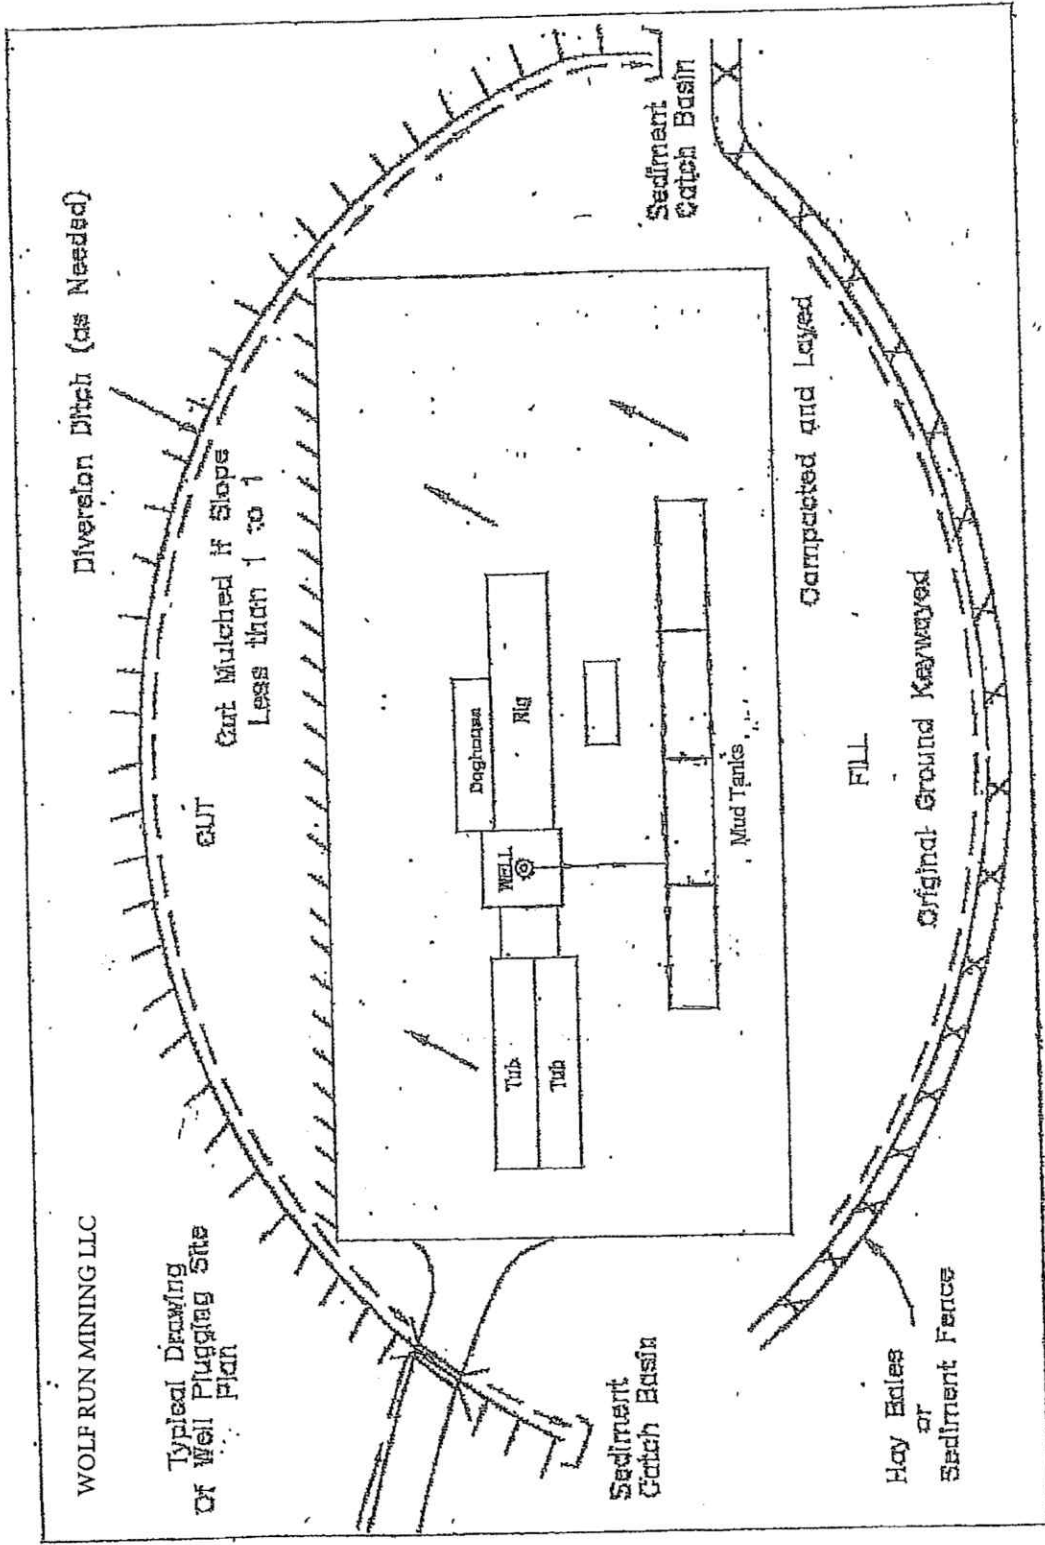 WOLF RUN MINING LLC
Typical Drawing
Of Well Plugging Site
Plan
Diversion Ditch (as Needed)
CUT
Cut Mulched if Slope
Less than 1 to 1
Sediment
Catch Basin
Doghouse
Rig
WELL
Tub
Tub
Mud Tanks
Compacted and Layed
FILL
Original Ground Keywayed
Sediment
Catch Basin
Hay Bales
or
Sediment Fence